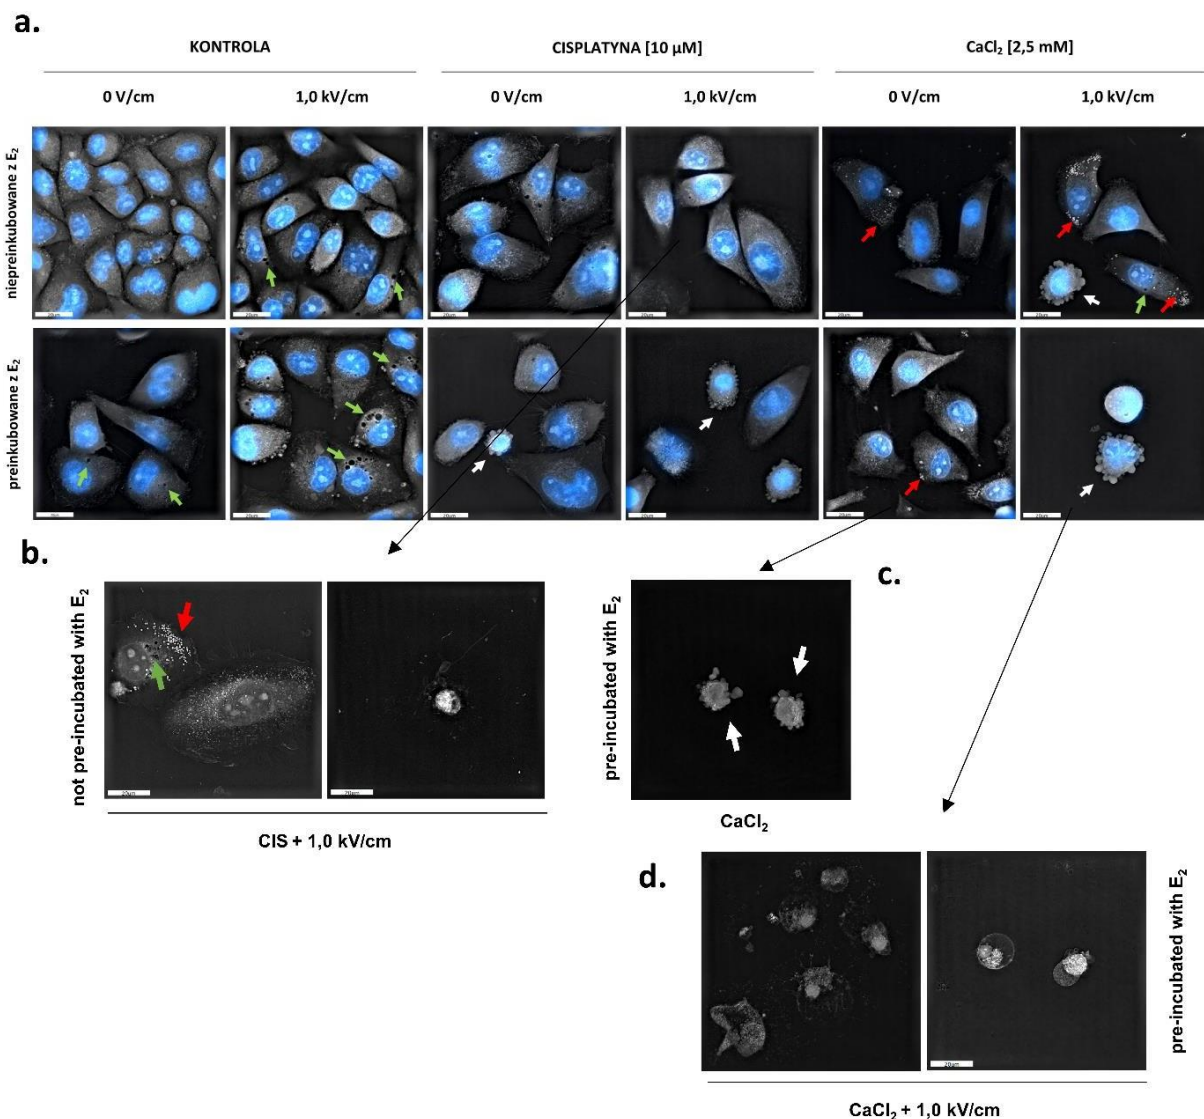 a.
KONTROLA
CISPLATYNA [10 µM]
CaCl₂ [2,5 mM]
0 V/cm
1,0 kV/cm
0 V/cm
1,0 kV/cm
0 V/cm
1,0 kV/cm
niepreinkubowane z E₂
preinkubowane z E₂
b.
not pre-incubated with E₂
CIS + 1,0 kV/cm
c.
pre-incubated with E₂
CaCl₂
d.
pre-incubated with E₂
CaCl₂ + 1,0 kV/cm